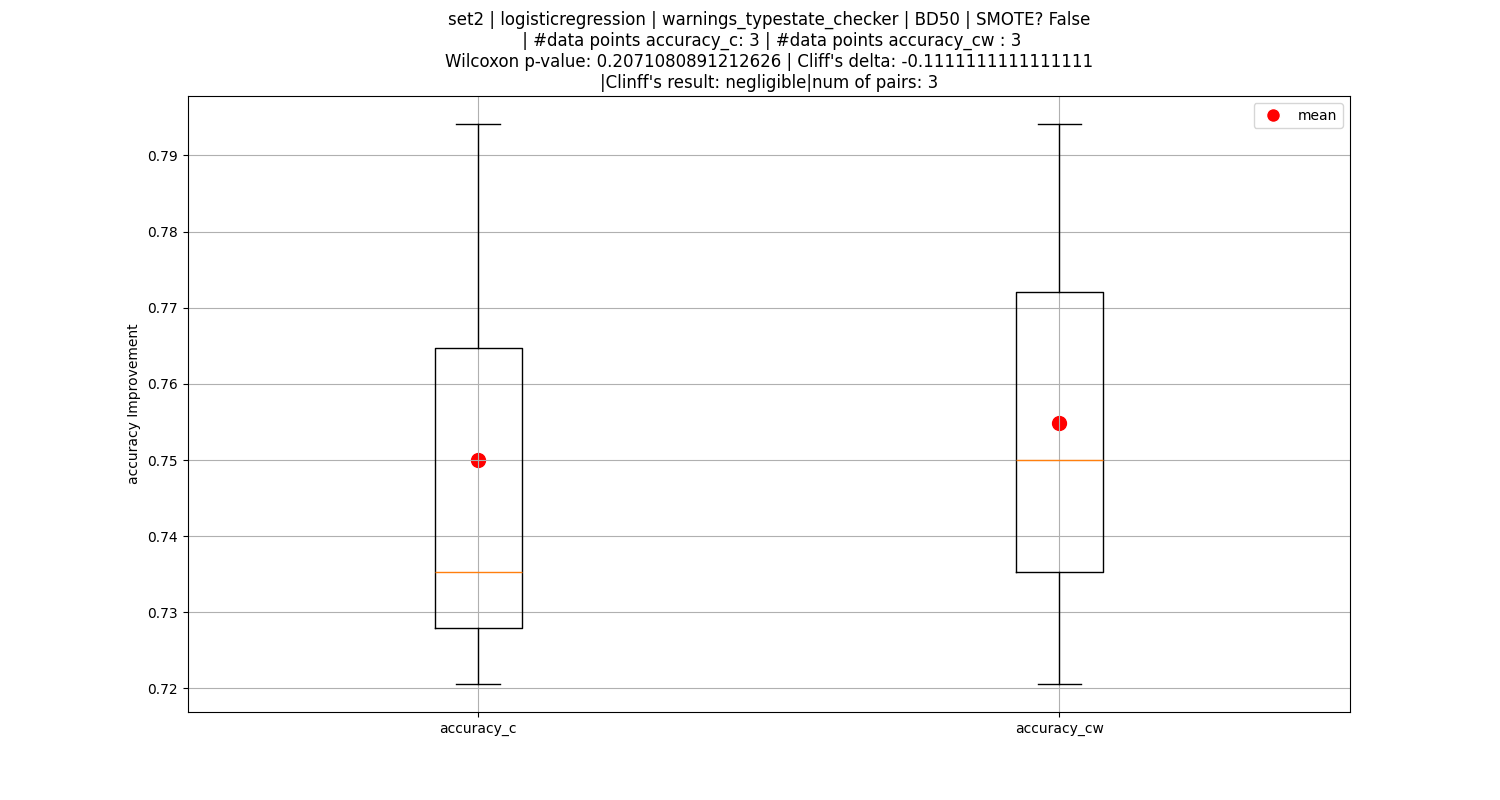 set2 | logisticregression | warnings_typestate_checker | BD50 | SMOTE? False
| #data points accuracy_c: 3 | #data points accuracy_cw : 3
Wilcoxon p-value: 0.2071080891212626 | Cliff's delta: -0.1111111111111111
|Clinff's result: negligible|num of pairs: 3
mean
0.79
0.78
0.77
0.76
0.75
0.74
0.73
0.72
accuracy Improvement
accuracy_c
accuracy_cw